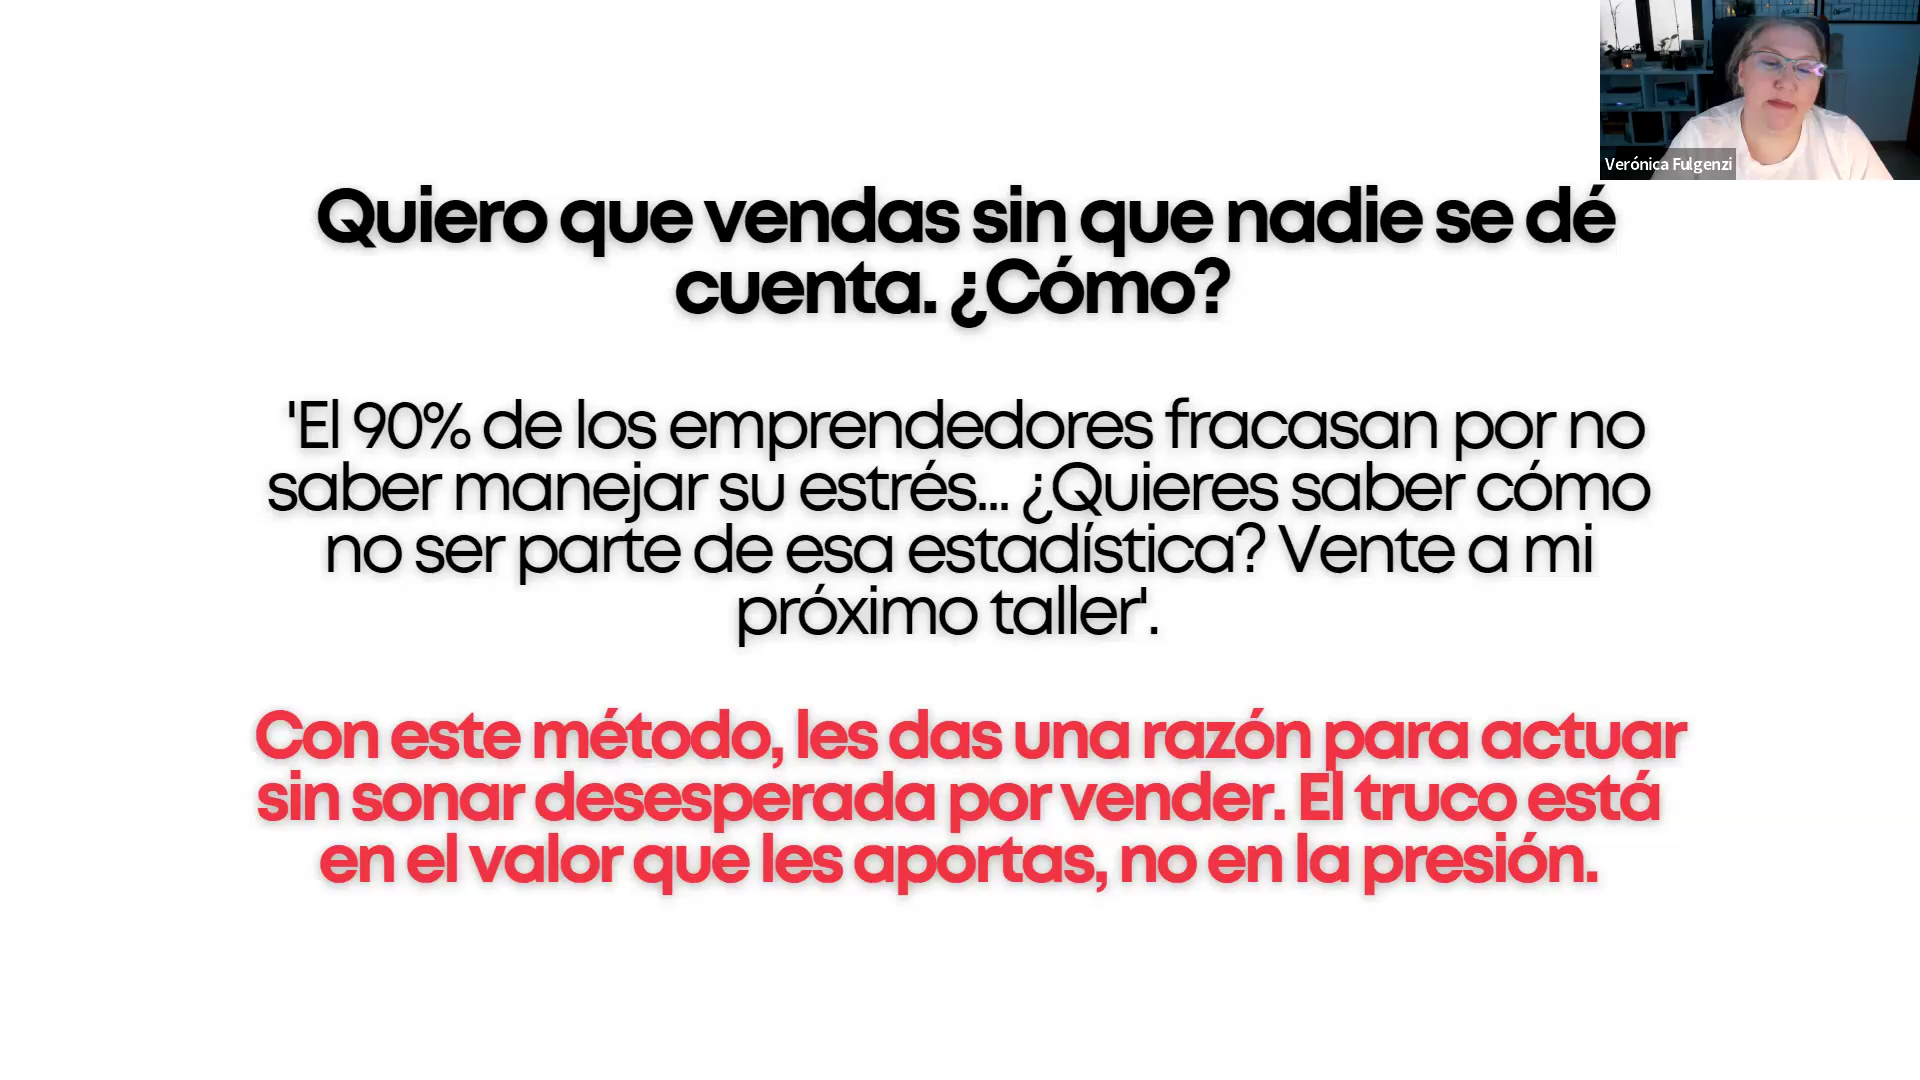 Verónica Fulgenzi
Quiero que vendas sin que nadie se dé
cuenta. ¿Cómo?
'El 90% de los emprendedores fracasan por no
saber manejar su estrés... ¿Quieres saber cómo
no ser parte de esa estadística? Vente a mi
próximo taller'.
Con este método, les das una razón para actuar
sin sonar desesperada por vender. El truco está
en el valor que les aportas, no en la presión.